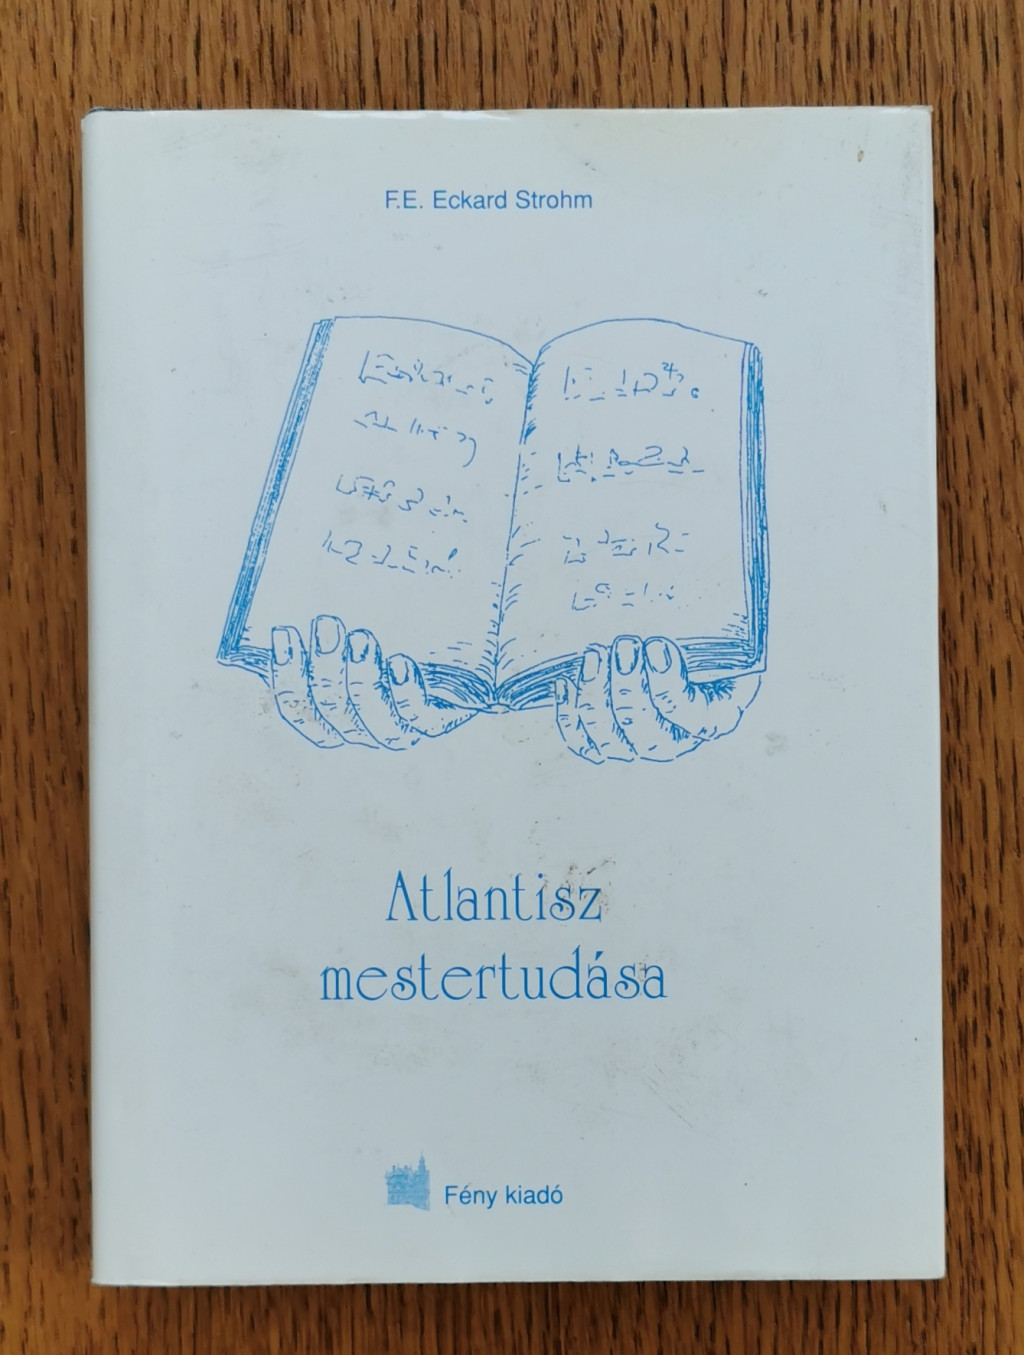 F.E. Eckard Strohm
Atlantisz
mestertudása
Fény kiadó